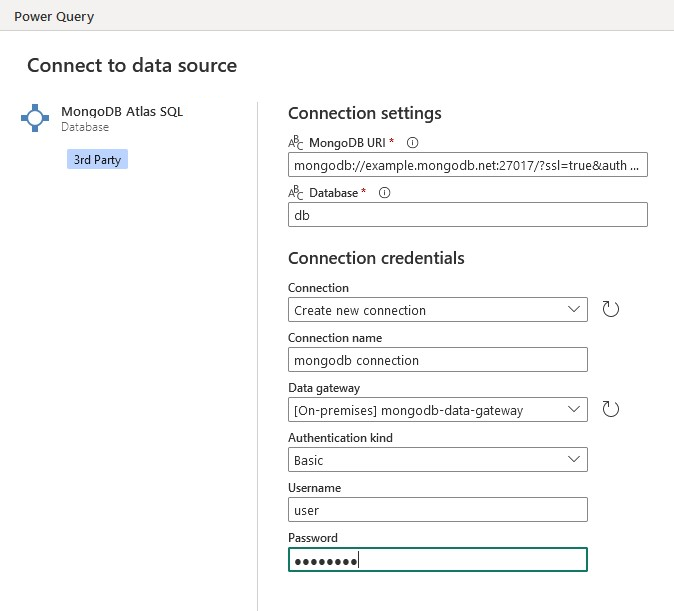 Power Query
Connect to data source
MongoDB Atlas SQL
Database
3rd Party
Connection settings
ABC MongoDB URI *
mongodb://example.mongodb.net:27017/?ssl=true&auth ...
ABC Database *
db
Connection credentials
Connection
Create new connection
Connection name
mongodb connection
Data gateway
[On-premises] mongodb-data-gateway
Authentication kind
Basic
Username
user
Password
●●●●●●●●